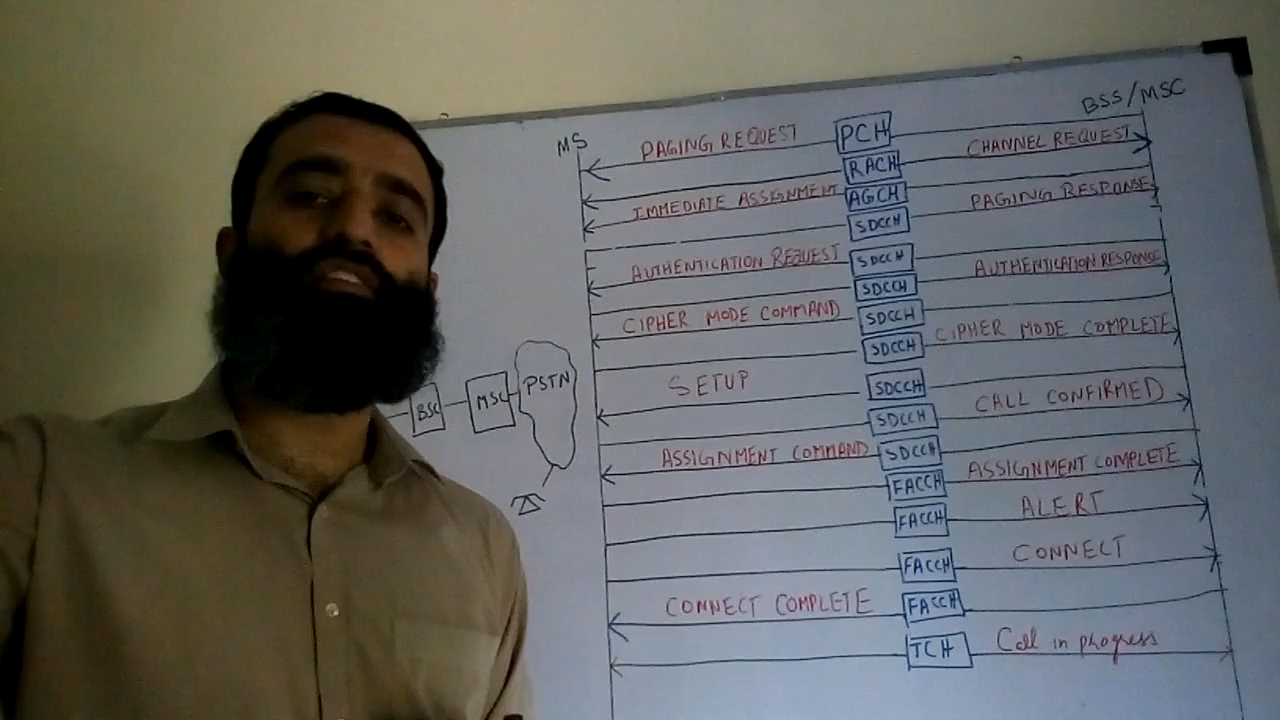 MS
BSS/MSC
PAGING REQUEST PCH
RACH CHANNEL REQUEST
IMMEDIATE ASSIGNMENT AGCH
SDCCH PAGING RESPONSE
AUTHENTICATION REQUEST SDCCH
SDCCH AUTHENTICATION RESPONSE
CIPHER MODE COMMAND SDCCH
SDCCH CIPHER MODE COMPLETE
SETUP SDCCH
SDCCH CALL CONFIRMED
ASSIGNMENT COMMAND SDCCH
FACCH ASSIGNMENT COMPLETE
FACCH ALERT
FACCH CONNECT
CONNECT COMPLETE FACCH
TCH Call in progress
BSC MSC PSTN